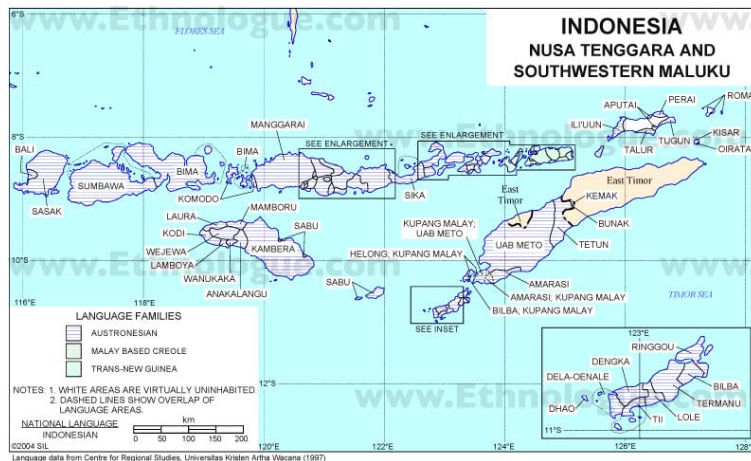 www.Ethnologue.com
INDONESIA
NUSA TENGGARA AND
SOUTHWESTERN MALUKU
6°S
FLORES SEA
APUTAI
PERAI
ROMA
ILI'UUN
TUGUN
TALUR
KISAR
OIRATA
8°S
MANGGARAI
SEE ENLARGEMENT
SEE ENLARGEMENT
BALI
BIMA
BIMA
SUMBAWA
SASAK
KOMODO
SIKA
East Timor
East
Timor
KEMAK
BUNAK
TETUN
UAB METO
LAURA
MAMBORU
KODI
SABU
WEJEWA
KAMBERA
LAMBOYA
WANUKAKA
ANAKALANGU
KUPANG MALAY;
UAB METO
HELONG; KUPANG MALAY
AMARASI
AMARASI; KUPANG MALAY
BILBA; KUPANG MALAY
SABU
SEE INSET
10°S
www.Ethnologue.com
TIMOR SEA
116°E
118°E
LANGUAGE FAMILIES
AUSTRONESIAN
MALAY BASED CREOLE
TRANS-NEW GUINEA
NOTES: 1. WHITE AREAS ARE VIRTUALLY UNINHABITED.
2. DASHED LINES SHOW OVERLAP OF
LANGUAGE AREAS.
NATIONAL LANGUAGE
INDONESIAN
km
0 50 100 150 200
12°S
www.Ethnologue.com
123°E
RINGGOU
DENGKA
DELA-OENALE
BILBA
TERMANU
DHAO
LOLE
TII
11°S
120°E
122°E
124°E
126°E
128°E
©2004 SIL
Language data from Centre for Regional Studies, Universitas Kristen Artha Wacana (1997)